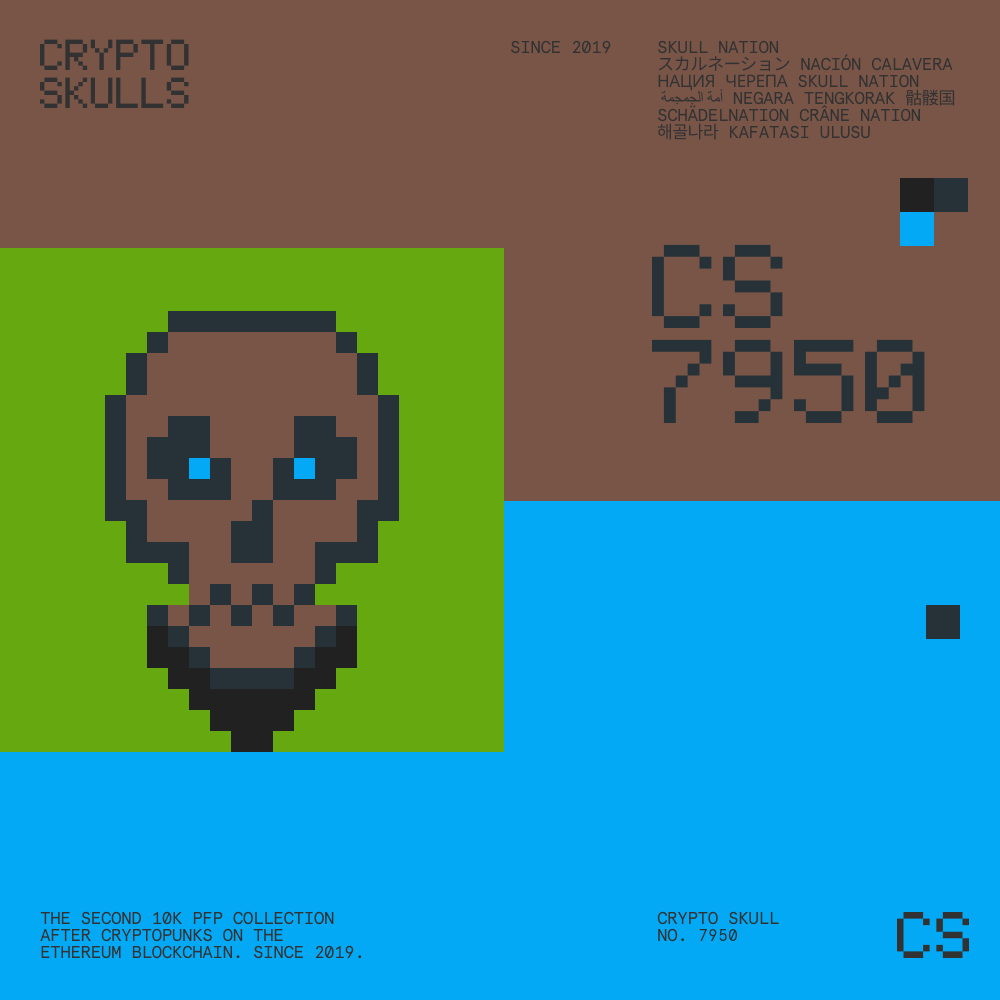 CRYPTO
SKULLS
SINCE 2019
SKULL NATION
スカルネーション NACIÓN CALAVERA
НАЦИЯ ЧЕРЕПА SKULL NATION
أمة الجمجمة NEGARA TENGKORAK 骷髅国
SCHÄDELNATION CRÂNE NATION
해골나라 KAFATASI ULUSU
CS
7950
THE SECOND 10K PFP COLLECTION
AFTER CRYPTOPUNKS ON THE
ETHEREUM BLOCKCHAIN. SINCE 2019.
CRYPTO SKULL
NO. 7950
CS